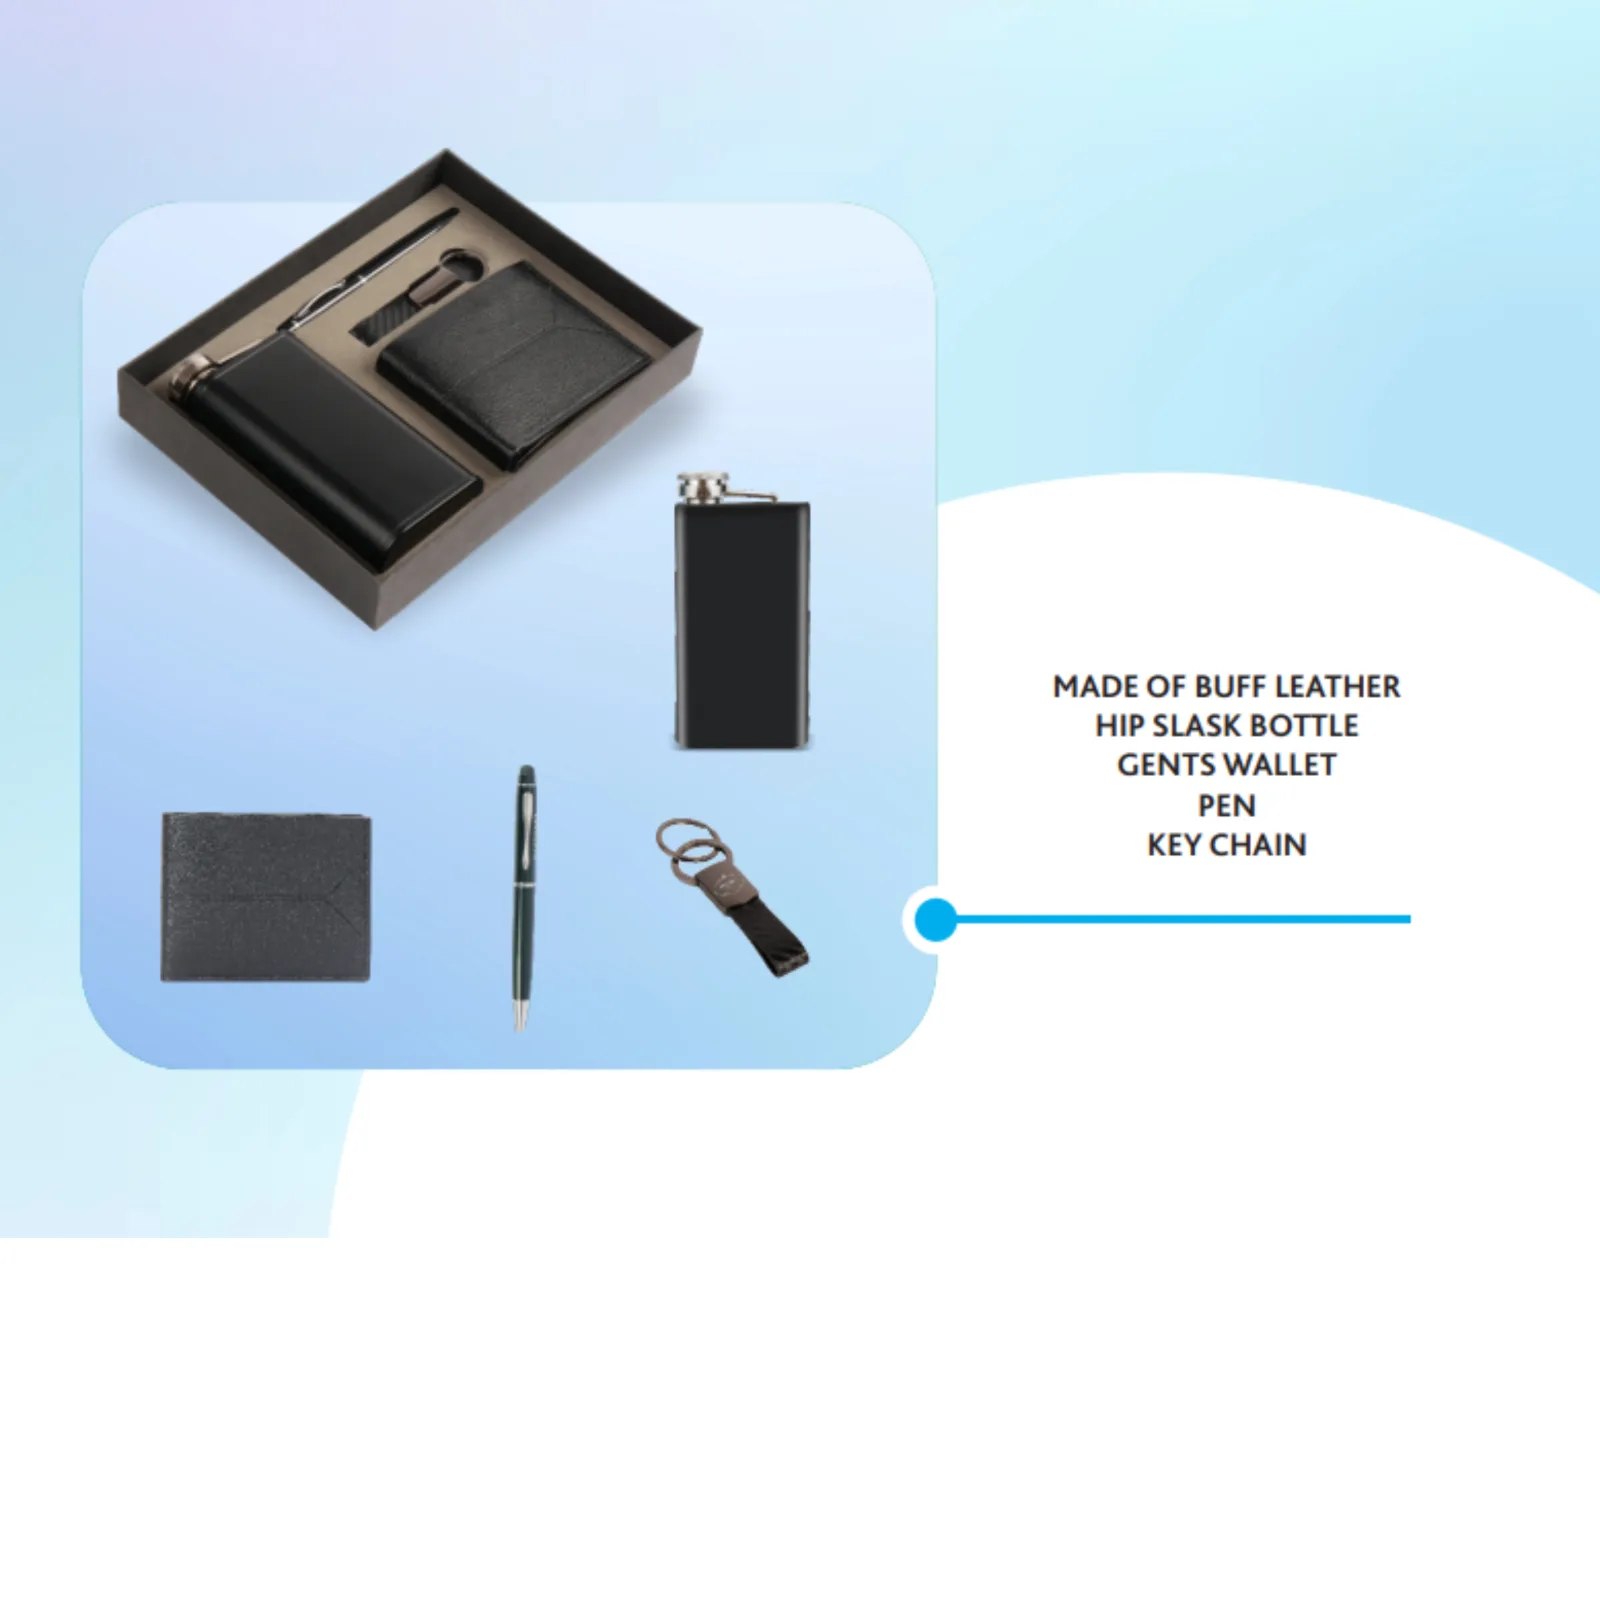 MADE OF BUFF LEATHER
HIP SLASK BOTTLE
GENTS WALLET
PEN
KEY CHAIN